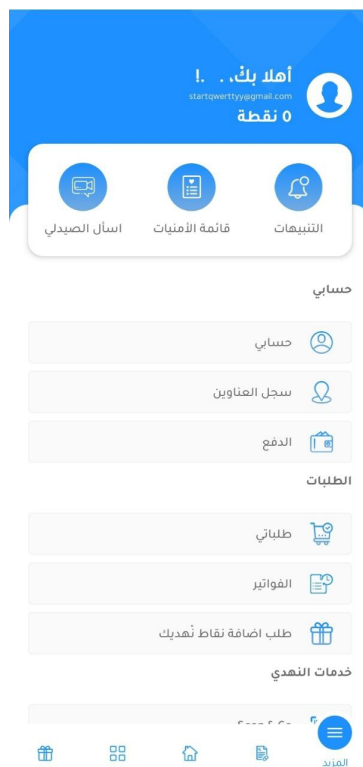 أهلا بكْ، . .!
startqwerttyy@gmail.com
0 نقطة
التنبيهات
قائمة الأمنيات
اسأل الصيدلي
حسابي
حسابي
سجل العناوين
الدفع
الطلبات
طلباتي
الفواتير
طلب اضافة نقاط نُهديك
خدمات النهدي
المزيد